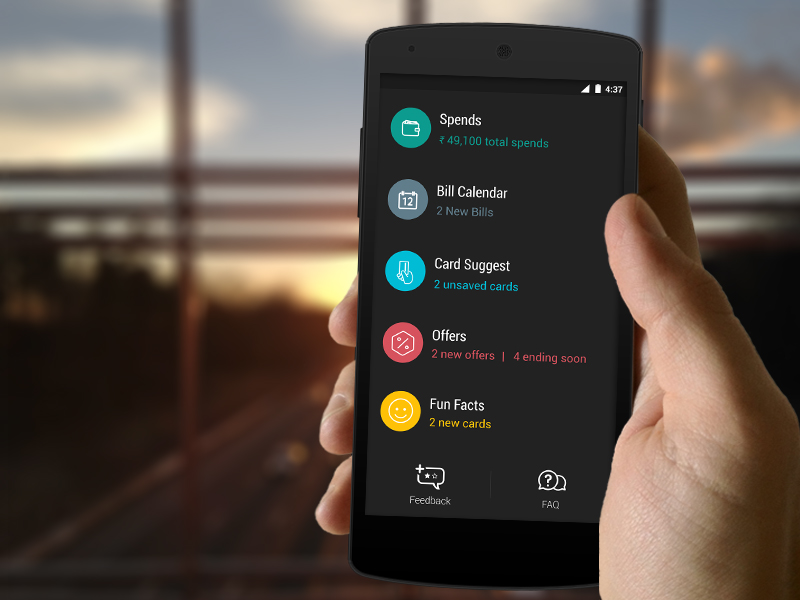 4:37
Spends
₹ 49,100 total spends
12
Bill Calendar
2 New Bills
Card Suggest
2 unsaved cards
Offers
2 new offers | 4 ending soon
Fun Facts
2 new cards
Feedback
FAQ